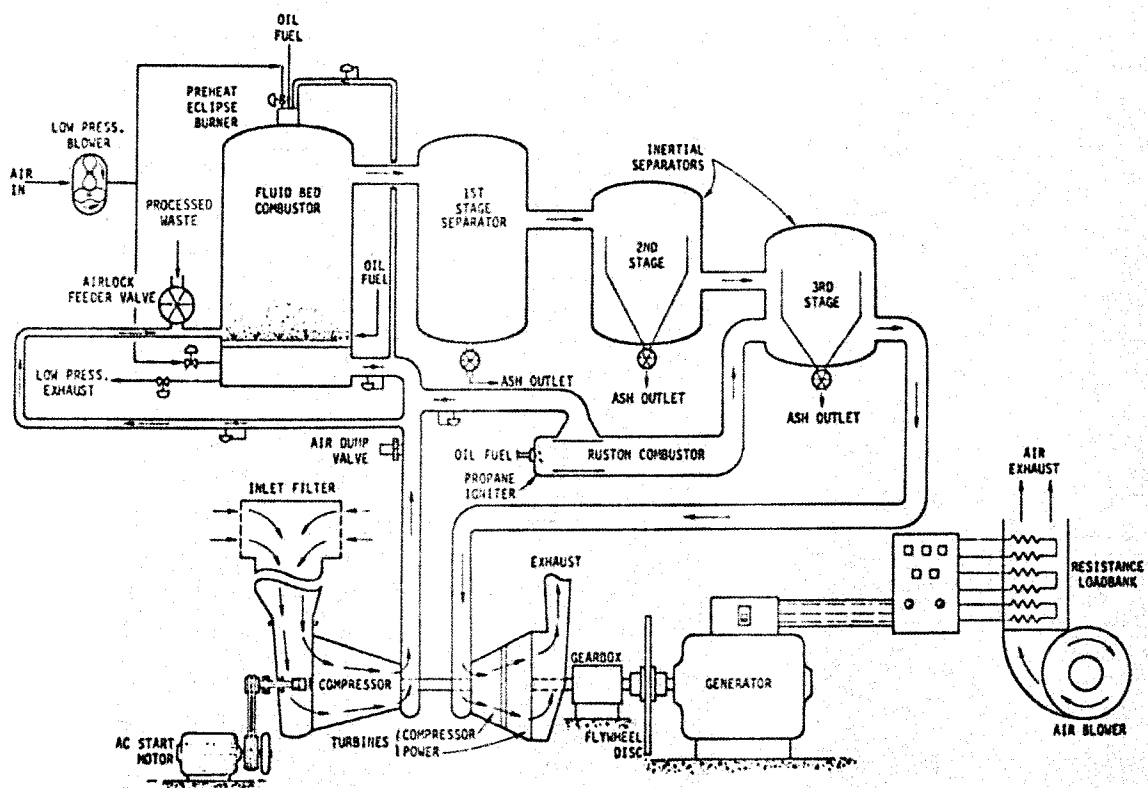 OIL
FUEL
PREHEAT
ECLIPSE
BURNER
LOW PRESS.
BLOWER
AIR
IN
PROCESSED
WASTE
FLUID BED
COMBUSTOR
1ST
STAGE
SEPARATOR
INERTIAL
SEPARATORS
2ND
STAGE
3RD
STAGE
AIRLOCK
FEEDER VALVE
OIL
FUEL
LOW PRESS.
EXHAUST
ASH OUTLET
ASH OUTLET
ASH OUTLET
AIR DUMP
VALVE
OIL FUEL
RUSTON COMBUSTOR
PROPANE
IGNITER
INLET FILTER
AIR
EXHAUST
EXHAUST
RESISTANCE
LOADBANK
GEARBOX
COMPRESSOR
GENERATOR
TURBINES
COMPRESSOR
POWER
FLYWHEEL
DISC
AC START
MOTOR
AIR BLOWER